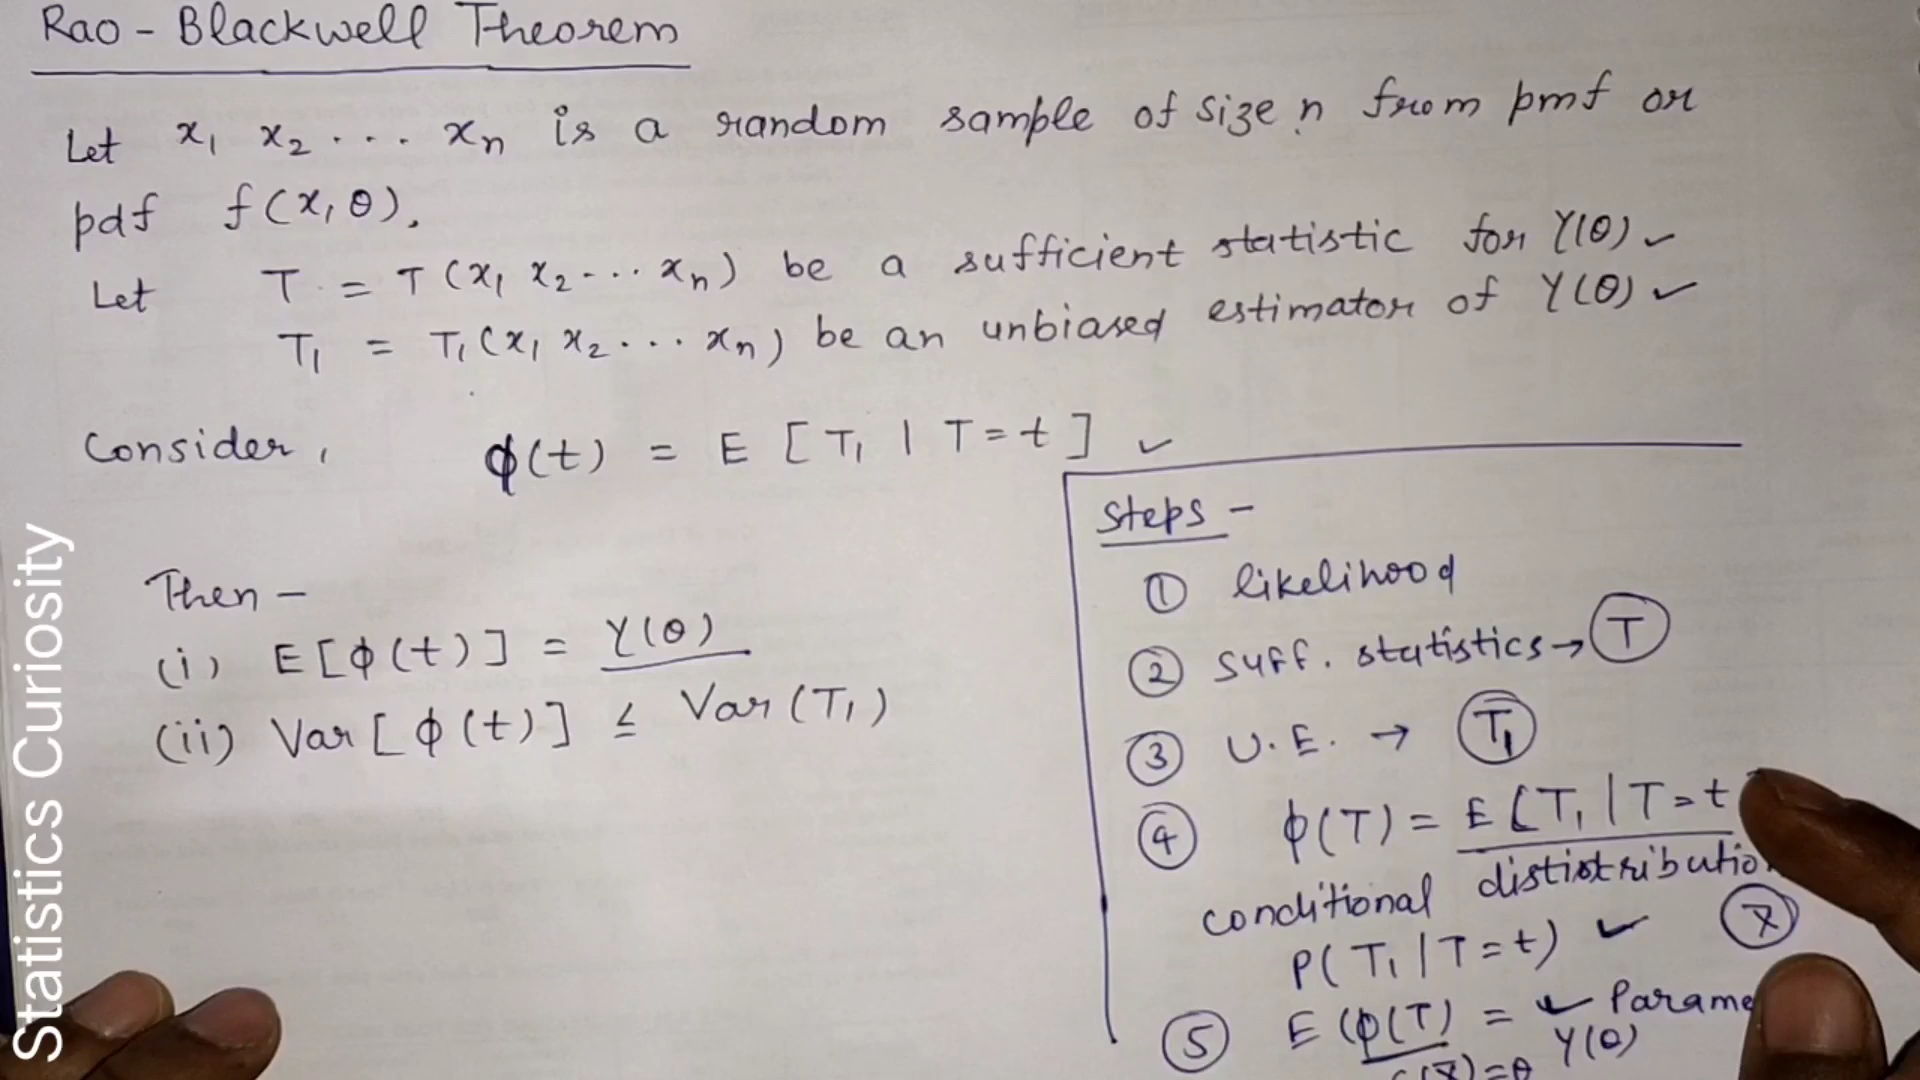 Rao - Blackwell Theorem
Let x₁ x₂ ... xₙ is a random sample of size n from pmf or
pdf f(x, θ),
Let T = T(x₁ x₂ ... xₙ) be a sufficient statistic for Y(θ) ✓
T₁ = T₁(x₁ x₂ ... xₙ) be an unbiased estimator of Y(θ) ✓
Consider, ϕ(t) = E [T₁ | T=t] ✓
Then -
(i) E[ϕ(t)] = Y(θ)
(ii) Var[ϕ(t)] ≤ Var(T₁)
Steps -
① likelihood
② Suff. statistics → T
③ U.E. → T₁
④ ϕ(T) = E[T₁ | T=t
conditional dististributio
P(T₁ | T=t) ✓ x̄
⑤ E(ϕ(T) = ✓ Parame
Y(θ)
(x̄)=θ
Statistics Curiosity